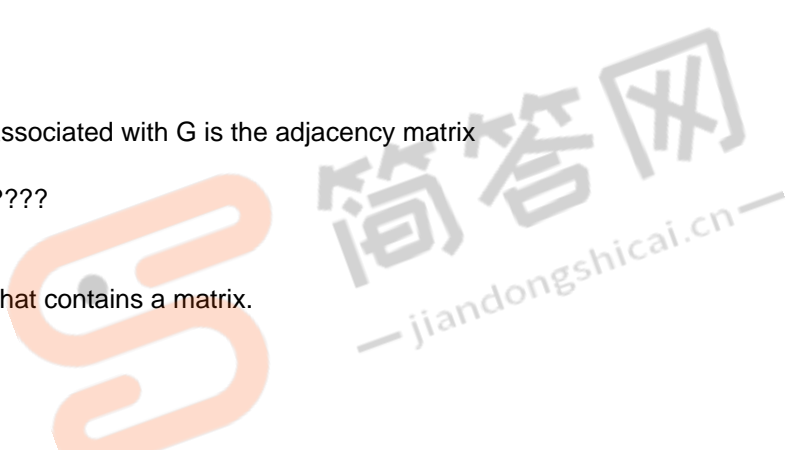 ssociated with G is the adjacency matrix
????
hat contains a matrix.
简答网
jiandongshicai.cn